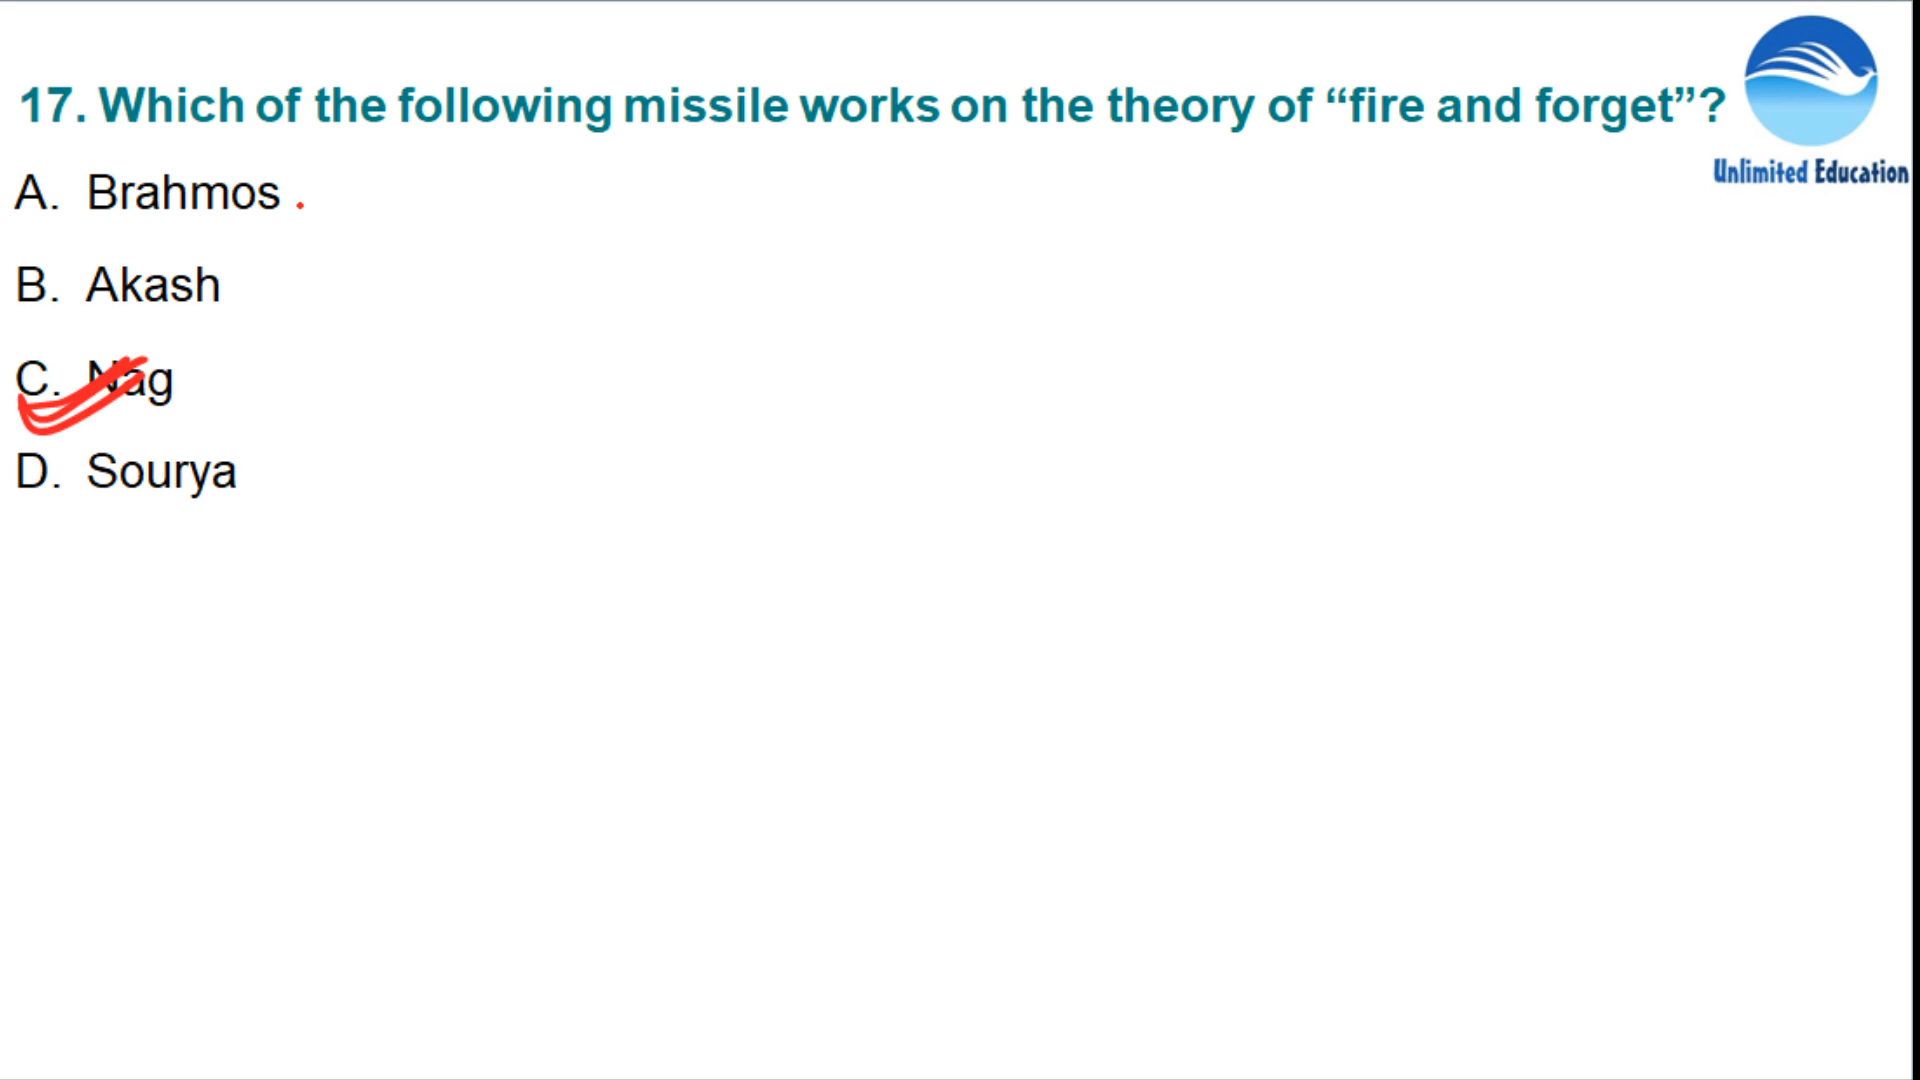 17. Which of the following missile works on the theory of “fire and forget”?
Unlimited Education
A. Brahmos
B. Akash
C. Nag
D. Sourya